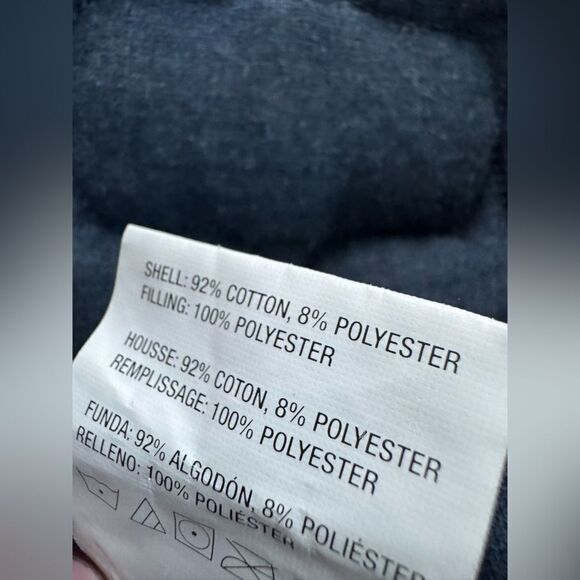 SHELL: 92% COTTON, 8% POLYESTER
FILLING: 100% POLYESTER
HOUSSE: 92% COTON, 8% POLYESTER
REMPLISSAGE: 100% POLYESTER
FUNDA: 92% ALGODÓN, 8% POLIÉSTER
RELLENO: 100% POLIÉSTER